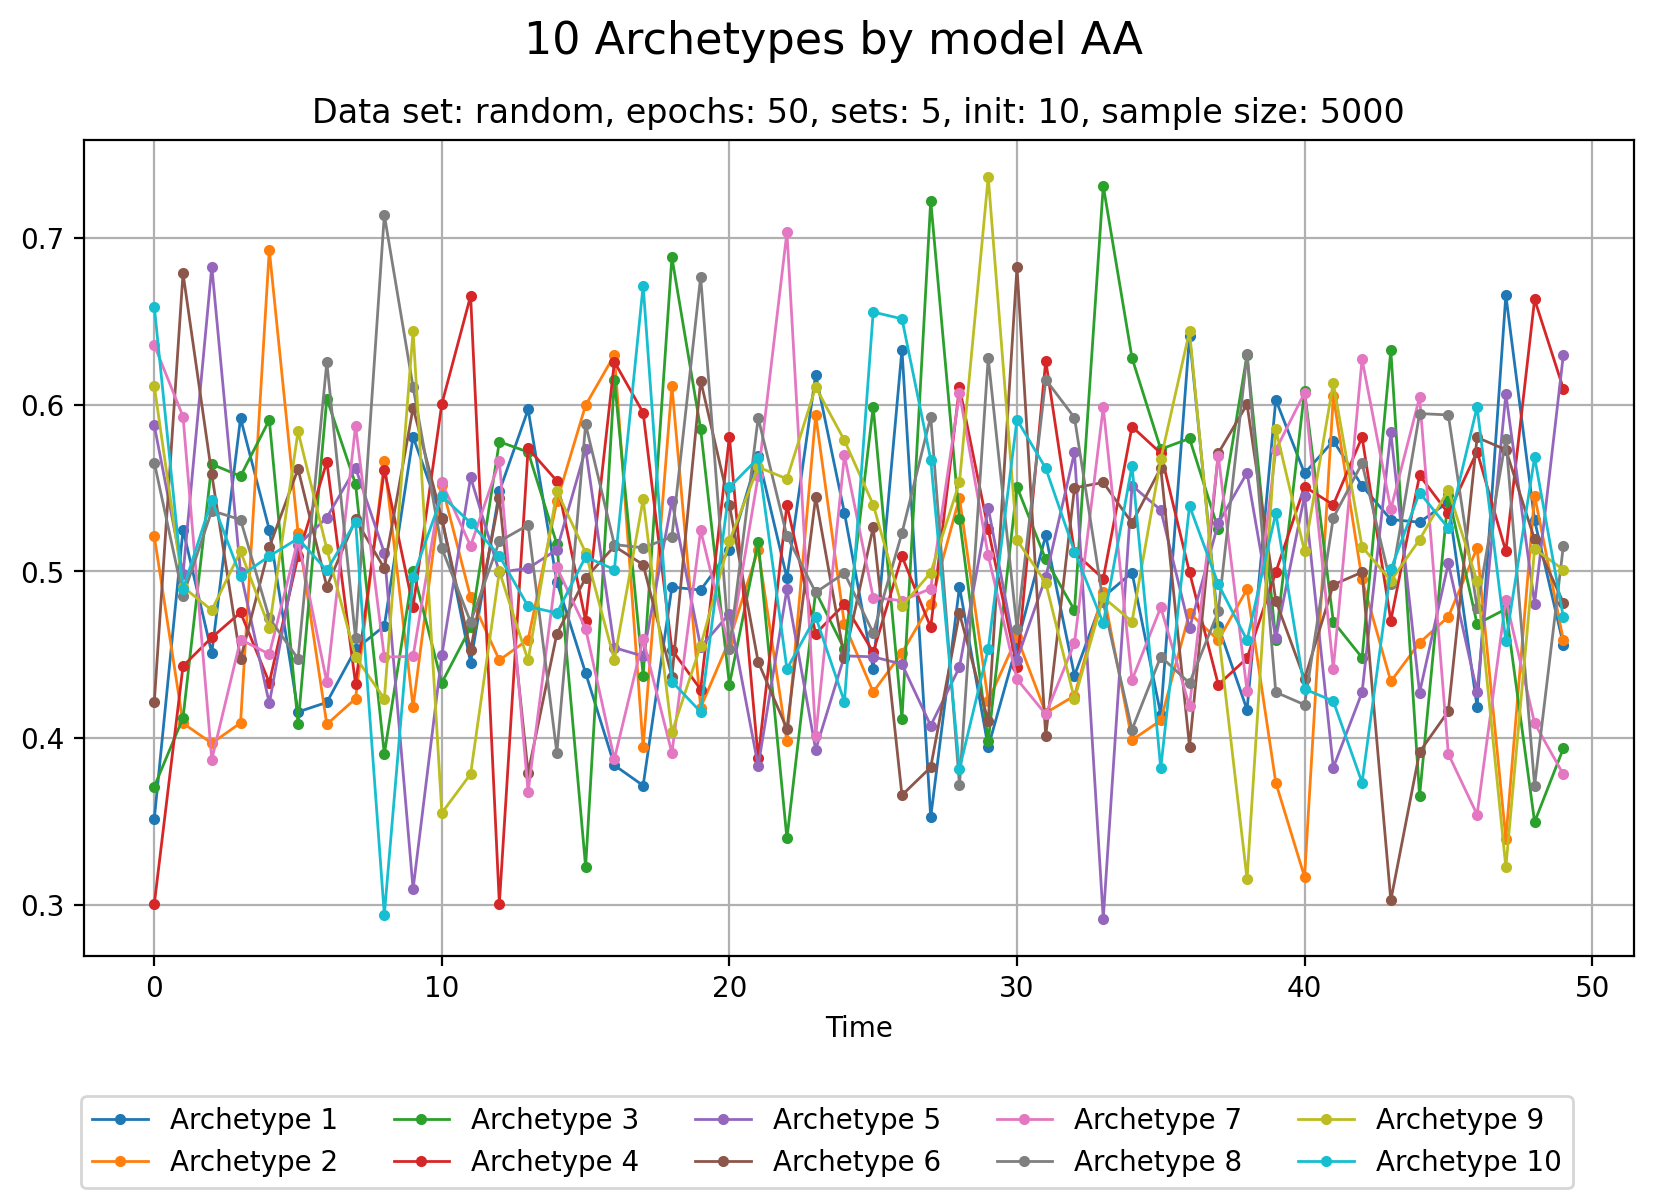 10 Archetypes by model AA
Data set: random, epochs: 50, sets: 5, init: 10, sample size: 5000
0.7
0.6
0.5
0.4
0.3
0 10 20 30 40 50
Time
Archetype 1 Archetype 3 Archetype 5 Archetype 7 Archetype 9
Archetype 2 Archetype 4 Archetype 6 Archetype 8 Archetype 10